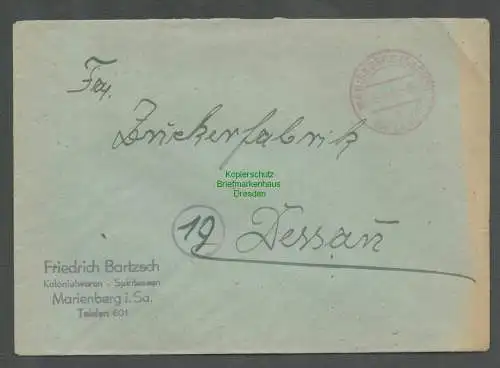 Fa.
Zuckerfabrik
Kopierschutz
Briefmarkenhaus
Dresden
19 Dessau
Friedrich Bartzsch
Kolonialwaren - Spirituosen
Marienberg i. Sa.
Telefon 601